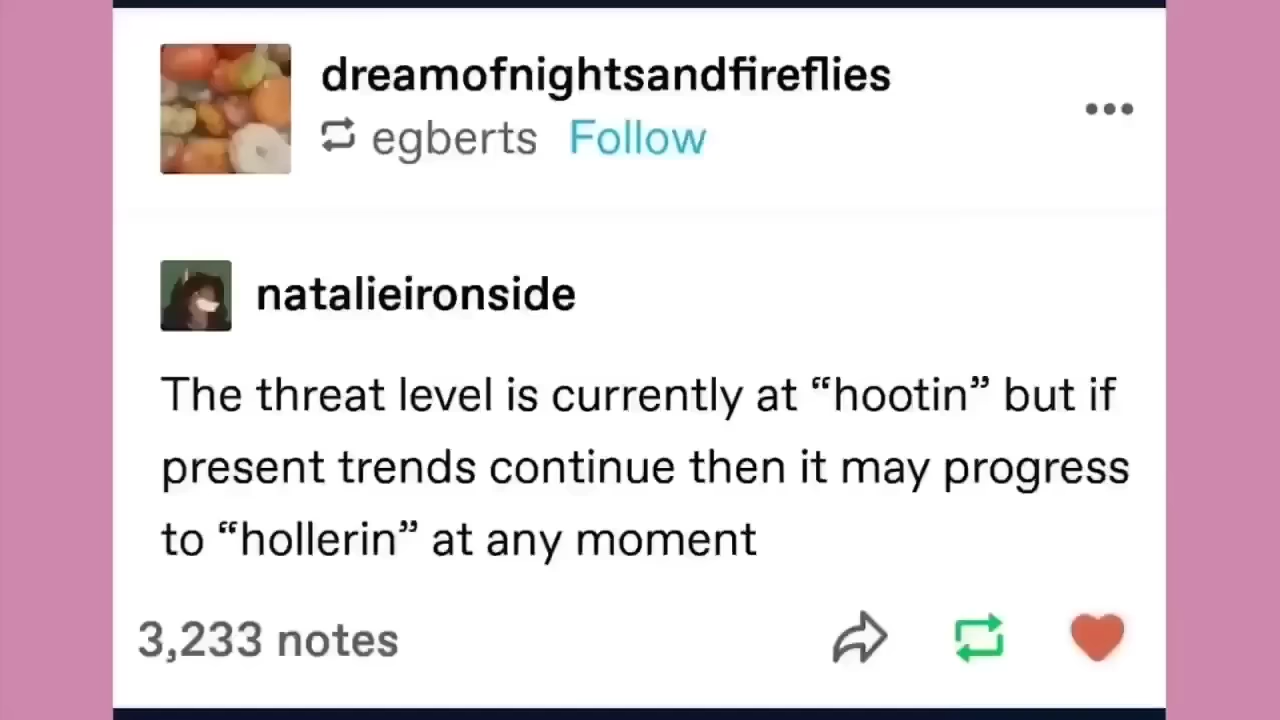 dreamofnightsandfireflies
egberts Follow
natalieironside
The threat level is currently at “hootin” but if
present trends continue then it may progress
to “hollerin” at any moment
3,233 notes